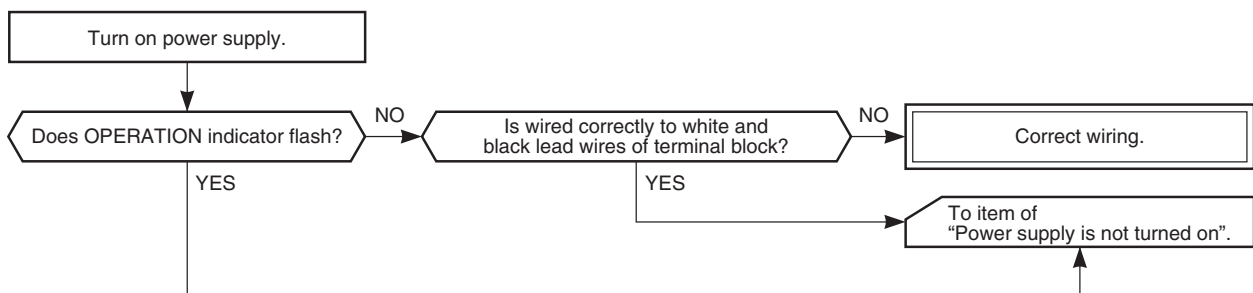 Turn on power supply.
Does OPERATION indicator flash?
NO
Is wired correctly to white and
black lead wires of terminal block?
NO
Correct wiring.
YES
YES
To item of
“Power supply is not turned on”.